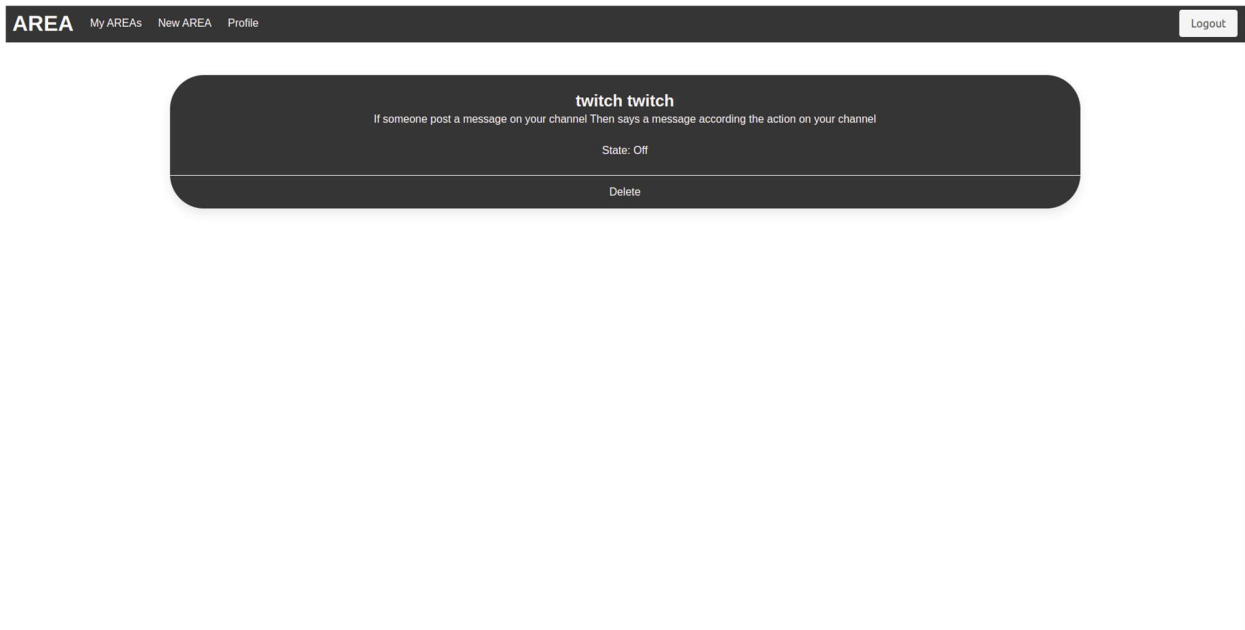 AREA My AREAs New AREA Profile Logout
twitch twitch
If someone post a message on your channel Then says a message according the action on your channel
State: Off
Delete